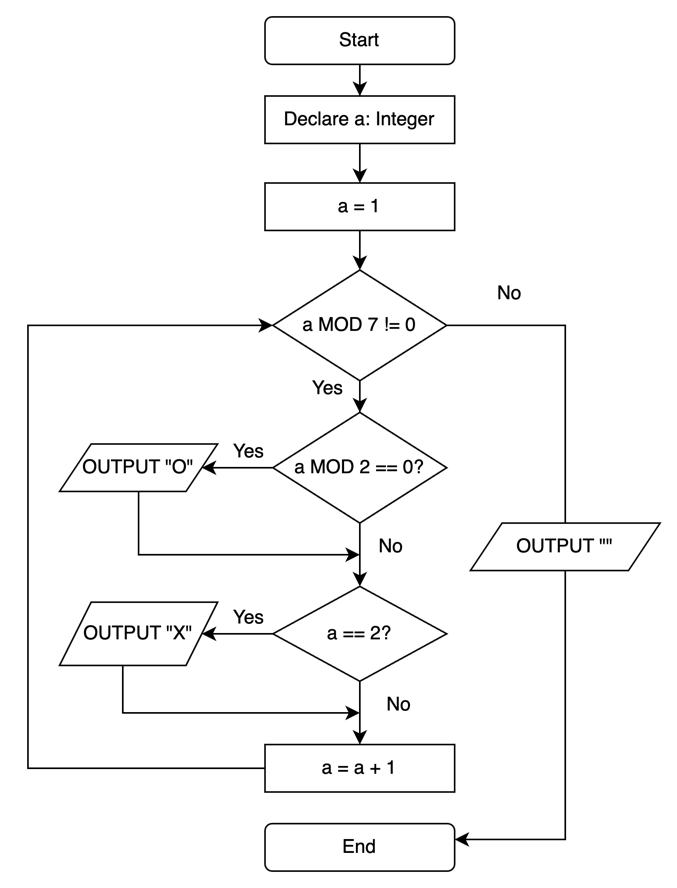 Start
Declare a: Integer
a = 1
No
a MOD 7 != 0
Yes
Yes
OUTPUT "O"
a MOD 2 == 0?
No
OUTPUT ""
Yes
OUTPUT "X"
a == 2?
No
a = a + 1
End